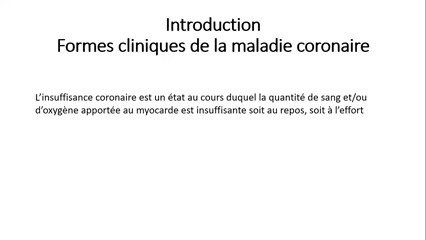 Introduction
Formes cliniques de la maladie coronaire
L'insuffisance coronaire est un état au cours duquel la quantité de sang et/ou
d'oxygène apportée au myocarde est insuffisante soit au repos, soit à l'effort